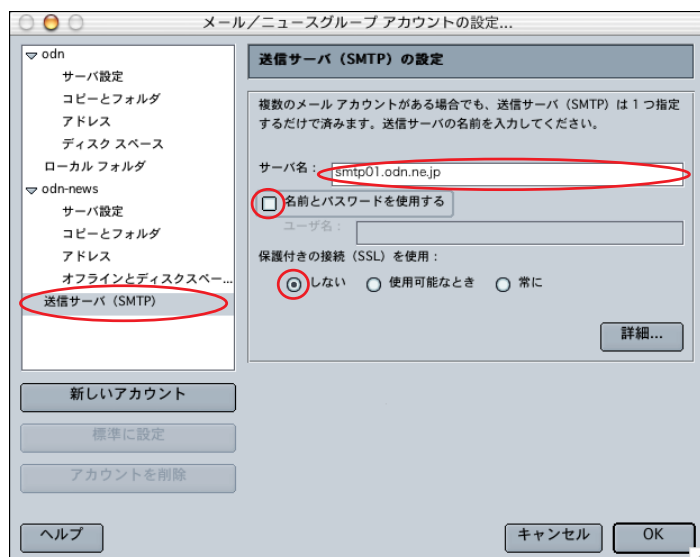 メール／ニュースグループ アカウントの設定...
odn
サーバ設定
コピーとフォルダ
アドレス
ディスク スペース
ローカル フォルダ
odn-news
サーバ設定
コピーとフォルダ
アドレス
オフラインとディスクスペー...
送信サーバ（SMTP）
新しいアカウント
標準に設定
アカウントを削除
送信サーバ（SMTP）の設定
複数のメール アカウントがある場合でも、送信サーバ（SMTP）は 1 つ指定
するだけで済みます。送信サーバの名前を入力してください。
サーバ名： smtp01.odn.ne.jp
名前とパスワードを使用する
ユーザ名：
保護付きの接続（SSL）を使用：
しない 使用可能なとき 常に
詳細...
ヘルプ キャンセル OK